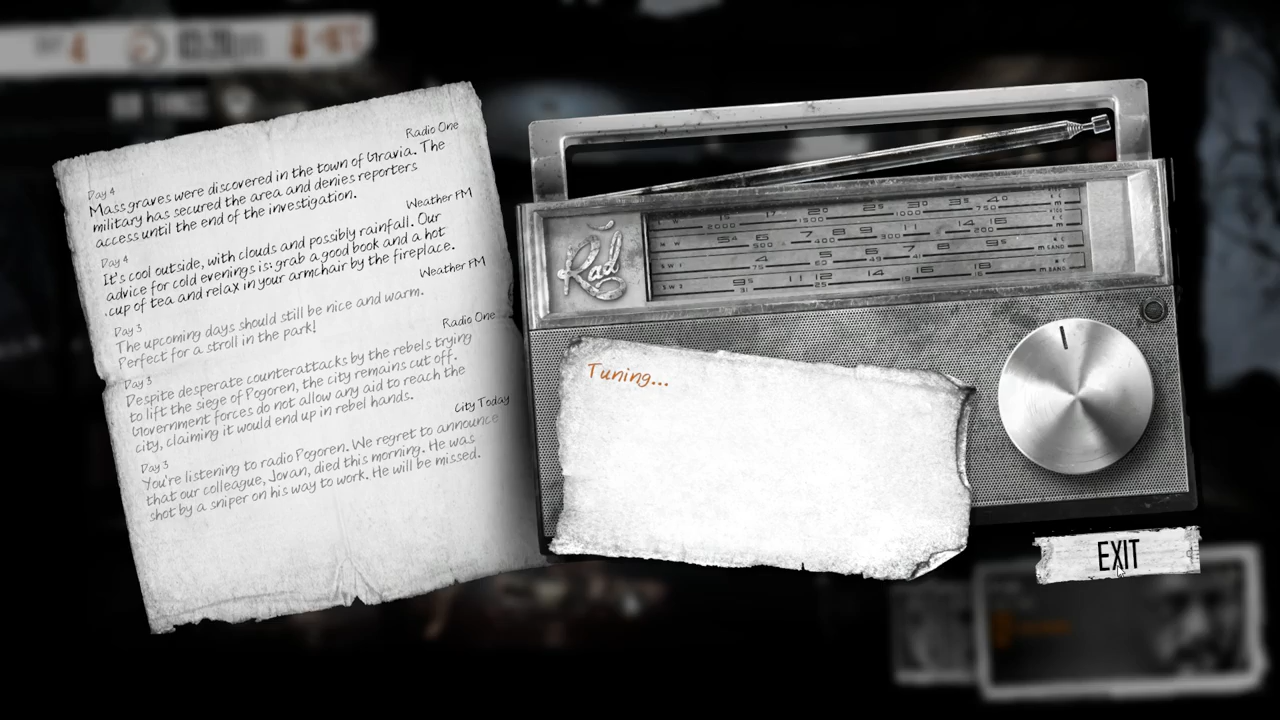 Radio One
Day 4
Mass graves were discovered in the town of Gravia. The
military has secured the area and denies reporters
access until the end of the investigation.
Weather FM
Day 4
It's cool outside, with clouds and possibly rainfall. Our
advice for cold evenings is: grab a good book and a hot
cup of tea and relax in your armchair by the fireplace.
Weather FM
Day 3
The upcoming days should still be nice and warm.
Perfect for a stroll in the park!
Radio One
Day 3
Despite desperate counterattacks by the rebels trying
to lift the siege of Pogoren, the city remains cut off.
Government forces do not allow any aid to reach the
city, claiming it would end up in rebel hands.
City Today
Day 3
You're listening to radio Pogoren. We regret to announce
that our colleague, Jovan, died this morning. He was
shot by a sniper on his way to work. He will be missed.
Rad
Tuning...
EXIT